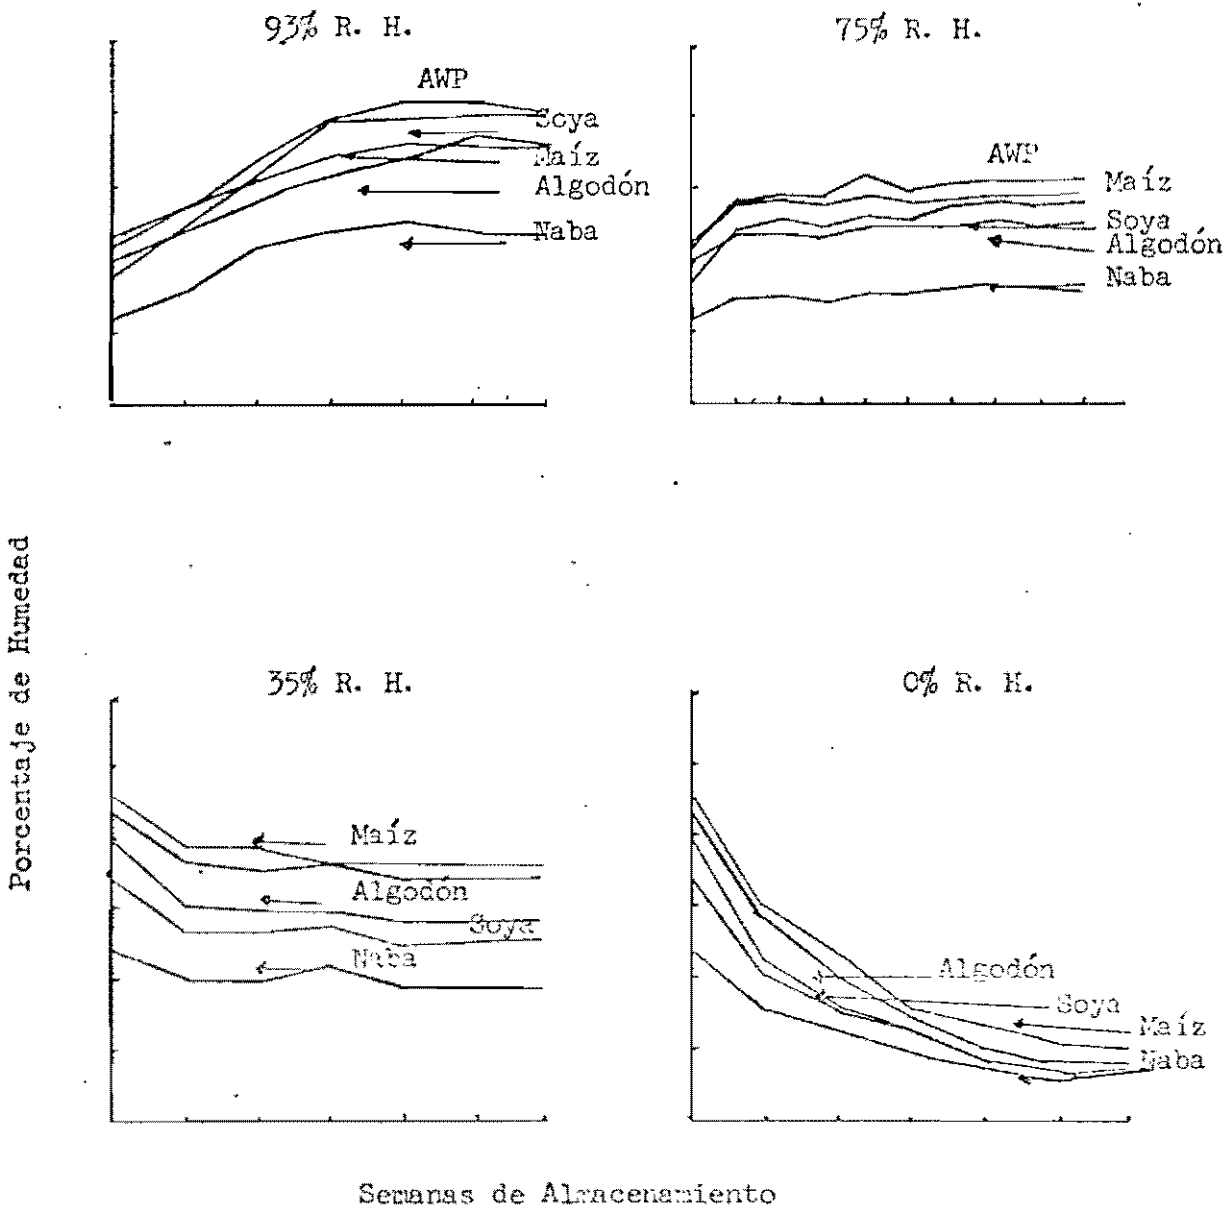 93% R. H.
75% R. H.
AWP
Soya
Maíz
Algodón
Naba
AWP
Maíz
Soya
Algodón
Naba
Porcentaje de Humedad
35% R. H.
0% R. H.
Maíz
Algodón
Soya
Naba
Algodón
Soya
Maíz
Naba
Semanas de Almacenamiento